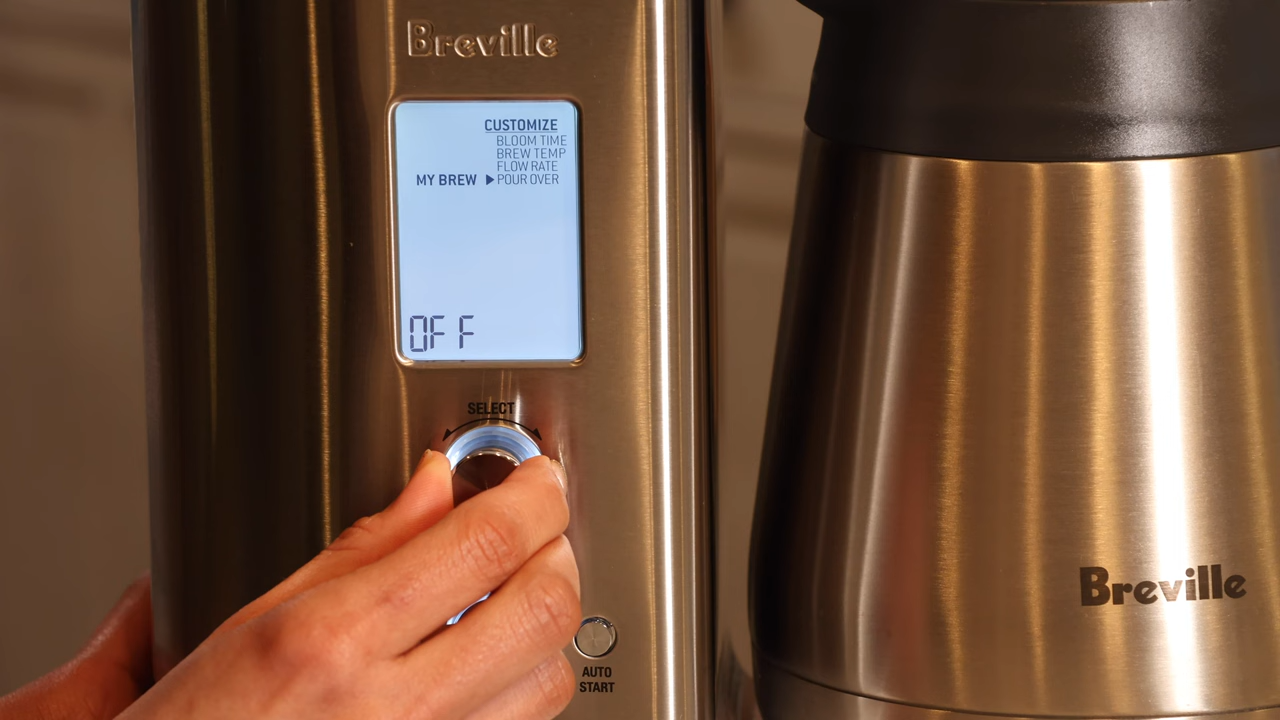 Breville
CUSTOMIZE
BLOOM TIME
BREW TEMP
FLOW RATE
MY BREW ▶POUR OVER
OFF
SELECT
AUTO
START
Breville